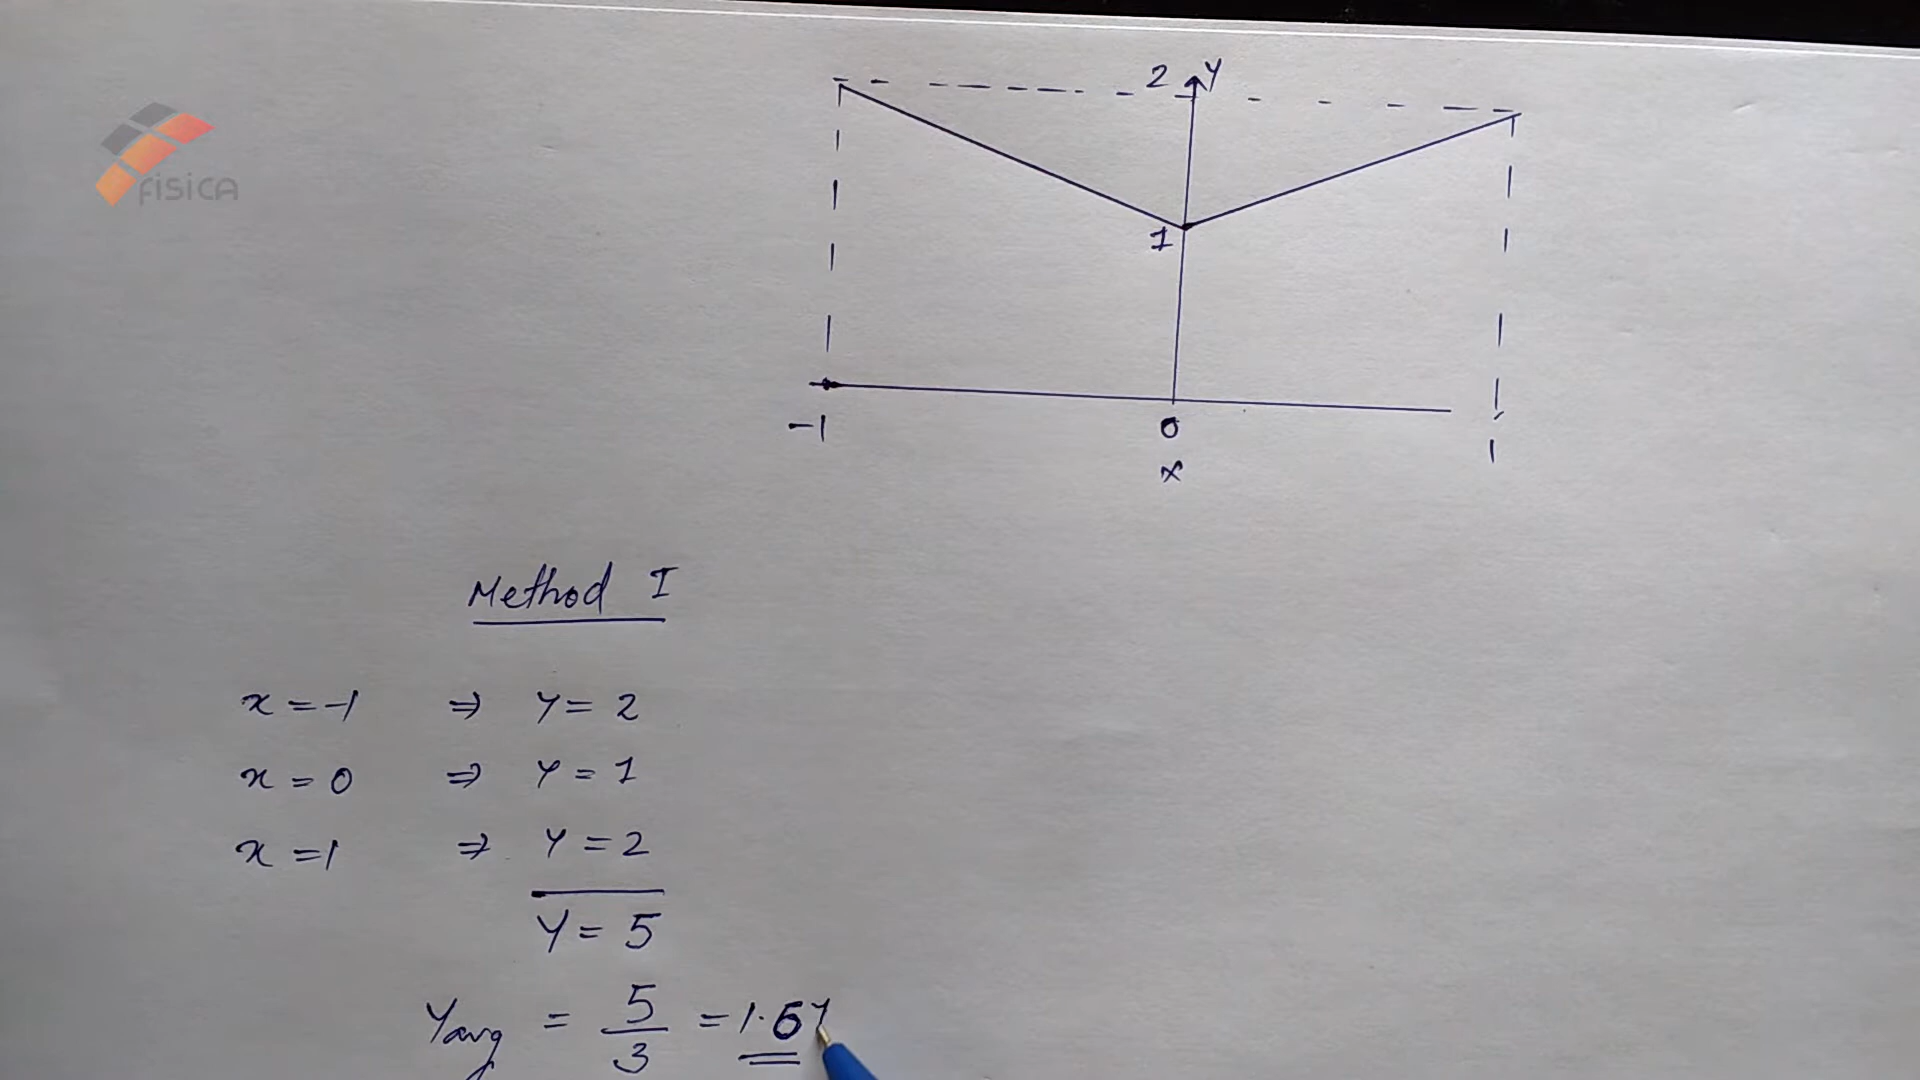 2 Y
FISICA
1
-1 0 1
x
Method I
x = -1 ⇒ Y = 2
x = 0 ⇒ Y = 1
x = 1 ⇒ Y = 2
Y = 5
Yavg = 5/3 = 1.67